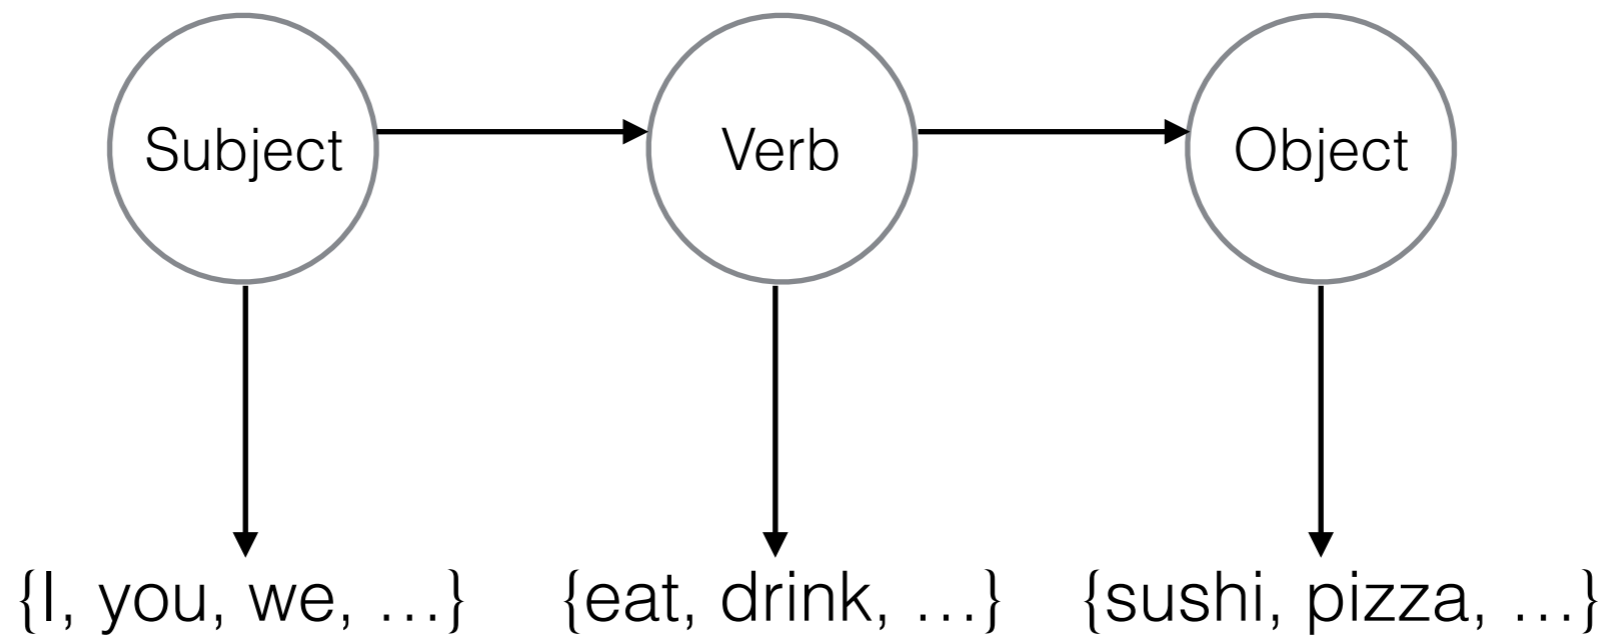 Subject
Verb
Object
{I, you, we, …}
{eat, drink, …}
{sushi, pizza, …}